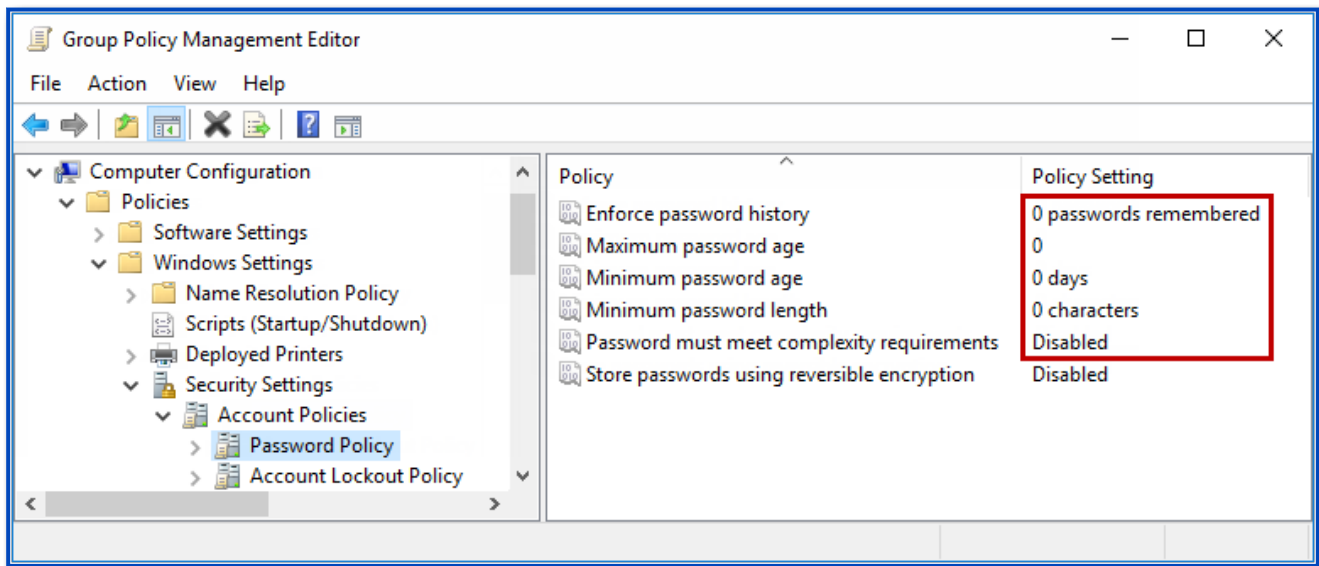 Group Policy Management Editor
File Action View Help
Computer Configuration
Policies
Software Settings
Windows Settings
Name Resolution Policy
Scripts (Startup/Shutdown)
Deployed Printers
Security Settings
Account Policies
Password Policy
Account Lockout Policy
Policy Policy Setting
Enforce password history 0 passwords remembered
Maximum password age 0
Minimum password age 0 days
Minimum password length 0 characters
Password must meet complexity requirements Disabled
Store passwords using reversible encryption Disabled